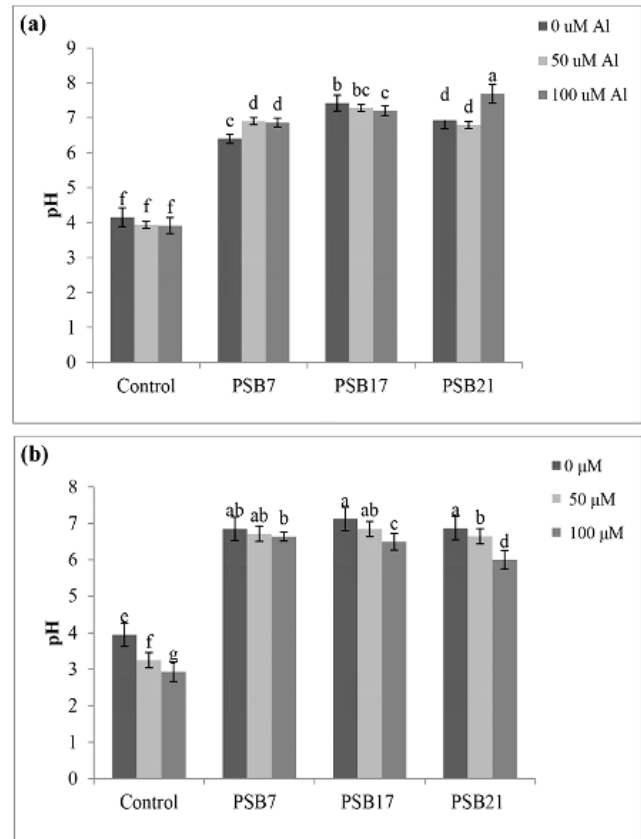 (a)
9
8
7
6
5
4
3
2
1
0
pH
f f f
c d d
b bc c
d d a
Control PSB7 PSB17 PSB21
0 uM Al
50 uM Al
100 uM Al
(b)
8
7
6
5
4
3
2
1
0
pH
e f g
ab ab b
a ab c
a b d
Control PSB7 PSB17 PSB21
0 μM
50 μM
100 μM